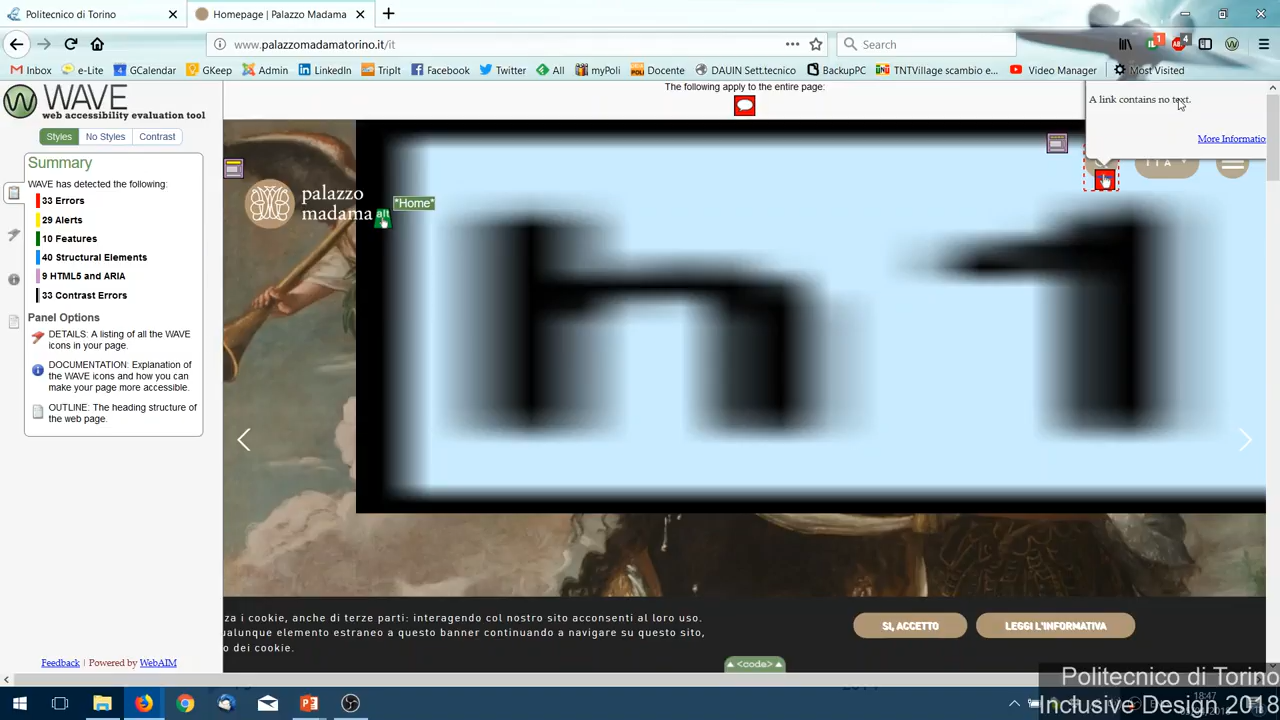 Politecnico di Torino
Homepage | Palazzo Madama
www.palazzomadamatorino.it/it
Search
Inbox
e-Lite
GCalendar
GKeep
Admin
LinkedIn
TripIt
Facebook
Twitter
All
myPoli
Docente
DAUIN Sett.tecnico
BackupPC
TNTVillage scambio e...
Video Manager
Most Visited
WAVE
web accessibility evaluation tool
Styles
No Styles
Contrast
Summary
WAVE has detected the following:
33 Errors
29 Alerts
10 Features
40 Structural Elements
9 HTML5 and ARIA
33 Contrast Errors
Panel Options
DETAILS: A listing of all the WAVE
icons in your page.
DOCUMENTATION: Explanation of
the WAVE icons and how you can
make your page more accessible.
OUTLINE: The heading structure of
the web page.
Feedback | Powered by WebAIM
The following apply to the entire page:
A link contains no text.
More Informatio
ITA
palazzo
madama
alt
*Home*
h1
za i cookie, anche di terze parti: interagendo col nostro sito acconsenti al loro uso.
ualunque elemento estraneo a questo banner continuando a navigare su questo sito,
o dei cookie.
SI, ACCETTO
LEGGI L'INFORMATIVA
<code>
18:47
Politecnico di Torino
Inclusive Design 2018